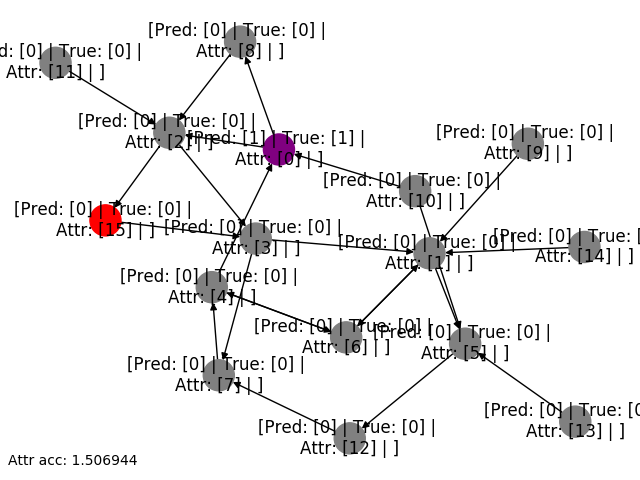 [Pred: [0] | True: [0] |
Attr: [8] | ]
d: [0] | True: [0] |
Attr: [11] | ]
[Pred: [0] | True: [0] |
Attr: [2] | ]
[Pred: [1] | True: [1] |
Attr: [0] | ]
[Pred: [0] | True: [0] |
Attr: [9] | ]
[Pred: [0] | True: [0] |
Attr: [10] | ]
[Pred: [0] | True: [0] |
Attr: [15] | ]
[Pred: [0] | True: [0] |
Attr: [3] | ]
[Pred: [0] | True: [0] |
Attr: [1] | ]
[Pred: [0] | True: [0] |
Attr: [14] | ]
[Pred: [0] | True: [0] |
Attr: [4] | ]
[Pred: [0] | True: [0] |
Attr: [6] | ]
[Pred: [0] | True: [0] |
Attr: [5] | ]
[Pred: [0] | True: [0] |
Attr: [7] | ]
[Pred: [0] | True: [0] |
Attr: [13] | ]
[Pred: [0] | True: [0] |
Attr: [12] | ]
Attr acc: 1.506944